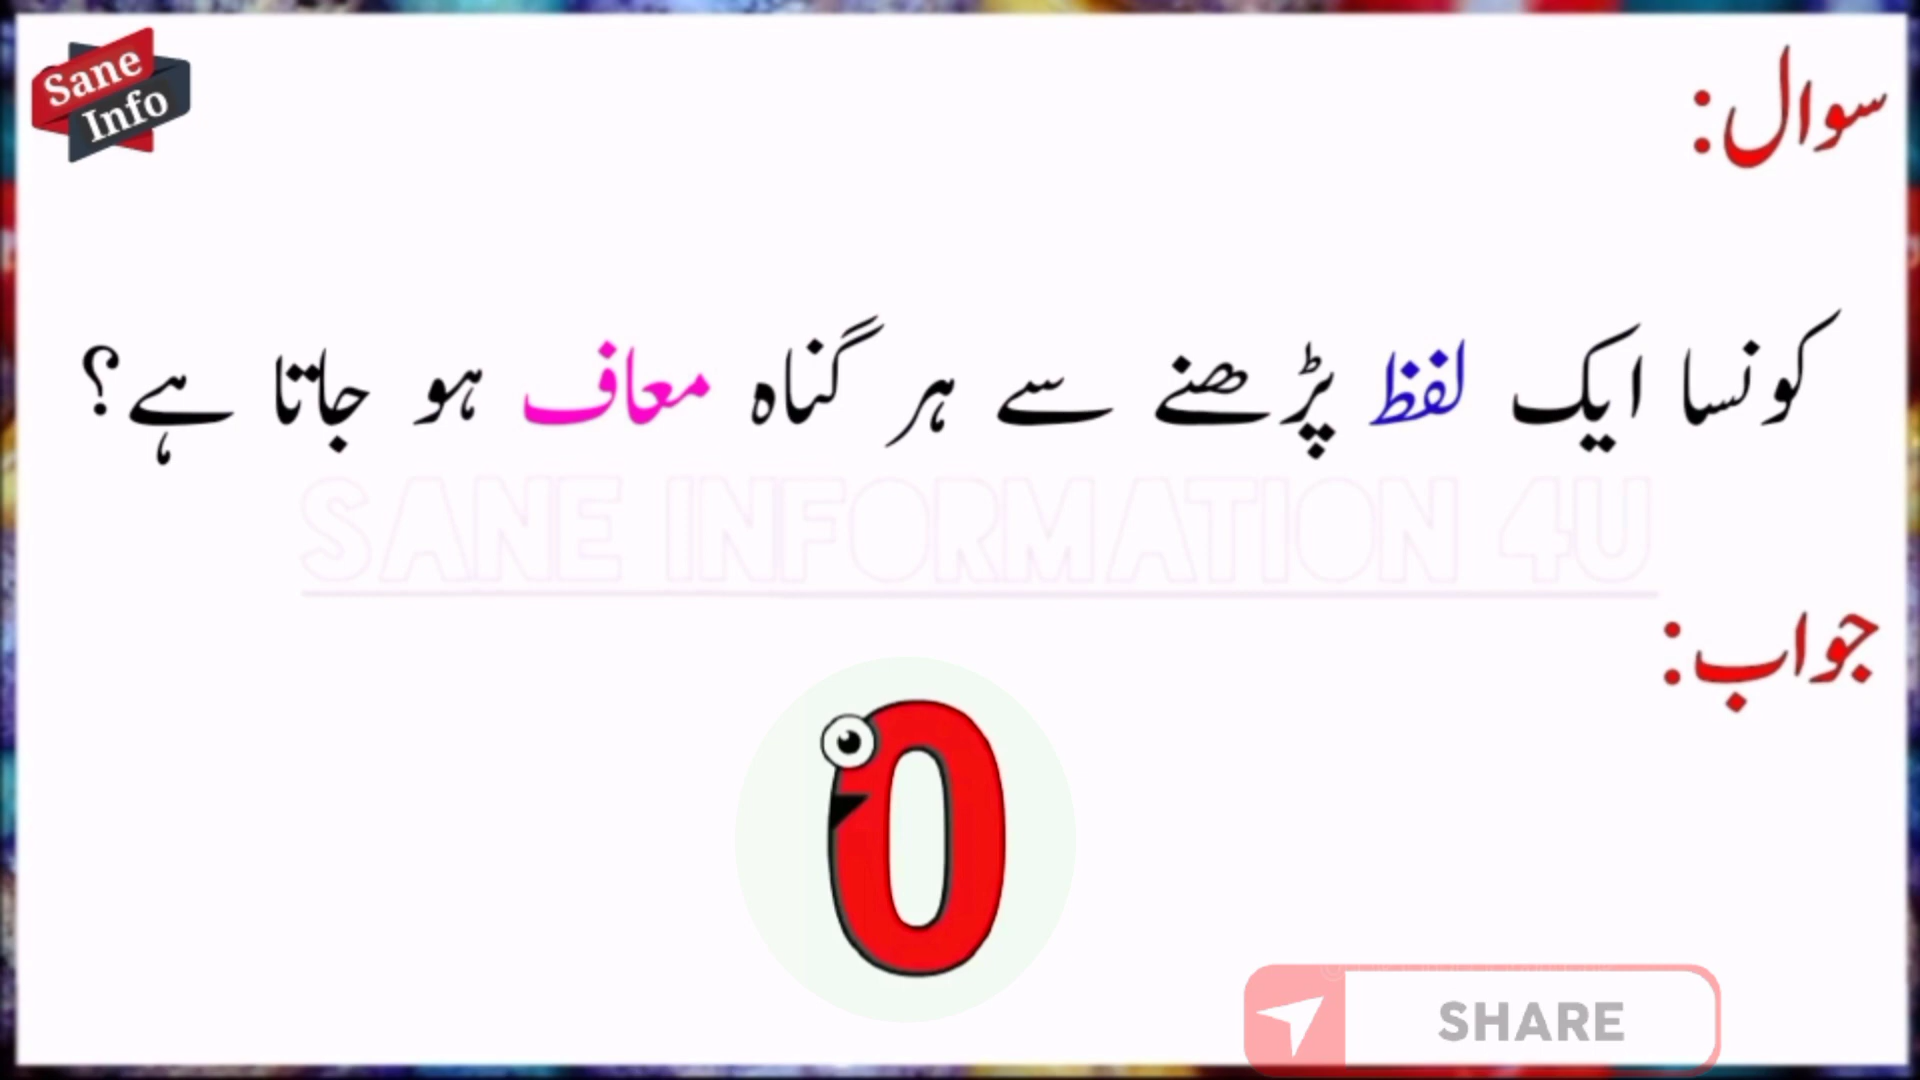 Sane
Info
سوال:
کونسا ایک لفظ پڑھنے سے ہر گناہ معاف ہو جاتا ہے؟
SANE INFORMATION 4U
جواب:
0
SHARE